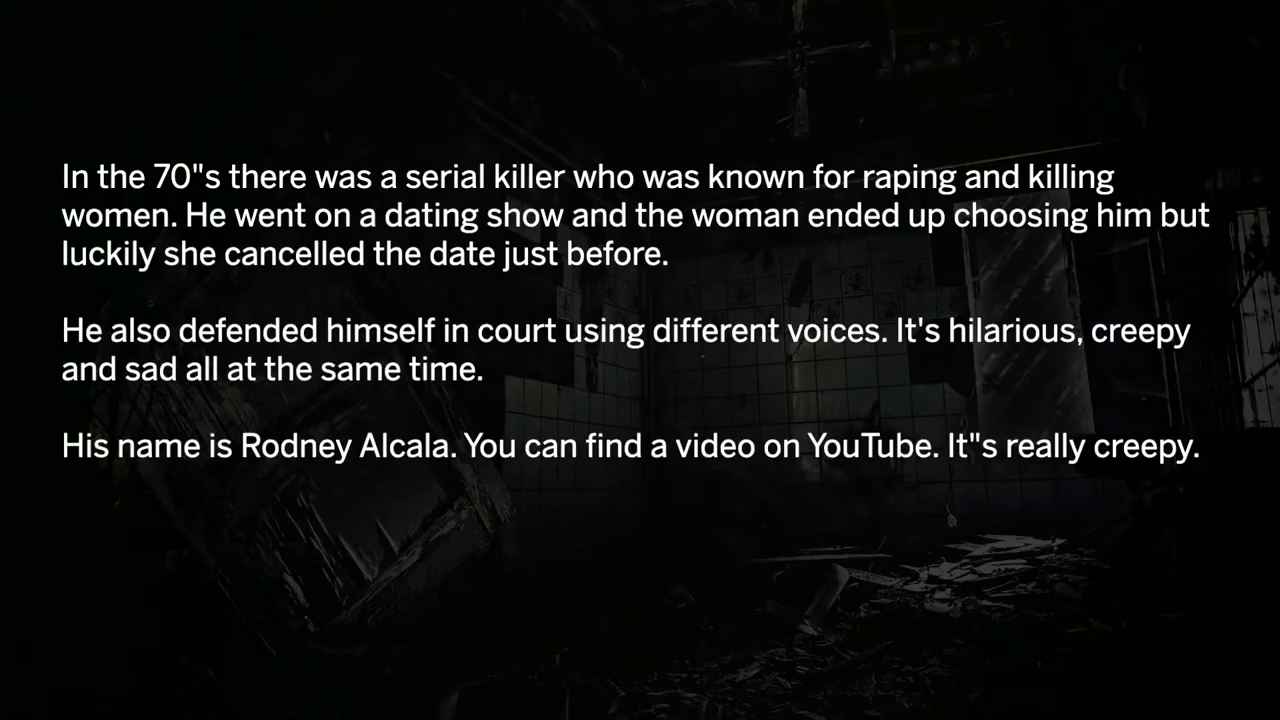 In the 70"s there was a serial killer who was known for raping and killing
women. He went on a dating show and the woman ended up choosing him but
luckily she cancelled the date just before.
He also defended himself in court using different voices. It's hilarious, creepy
and sad all at the same time.
His name is Rodney Alcala. You can find a video on YouTube. It"s really creepy.